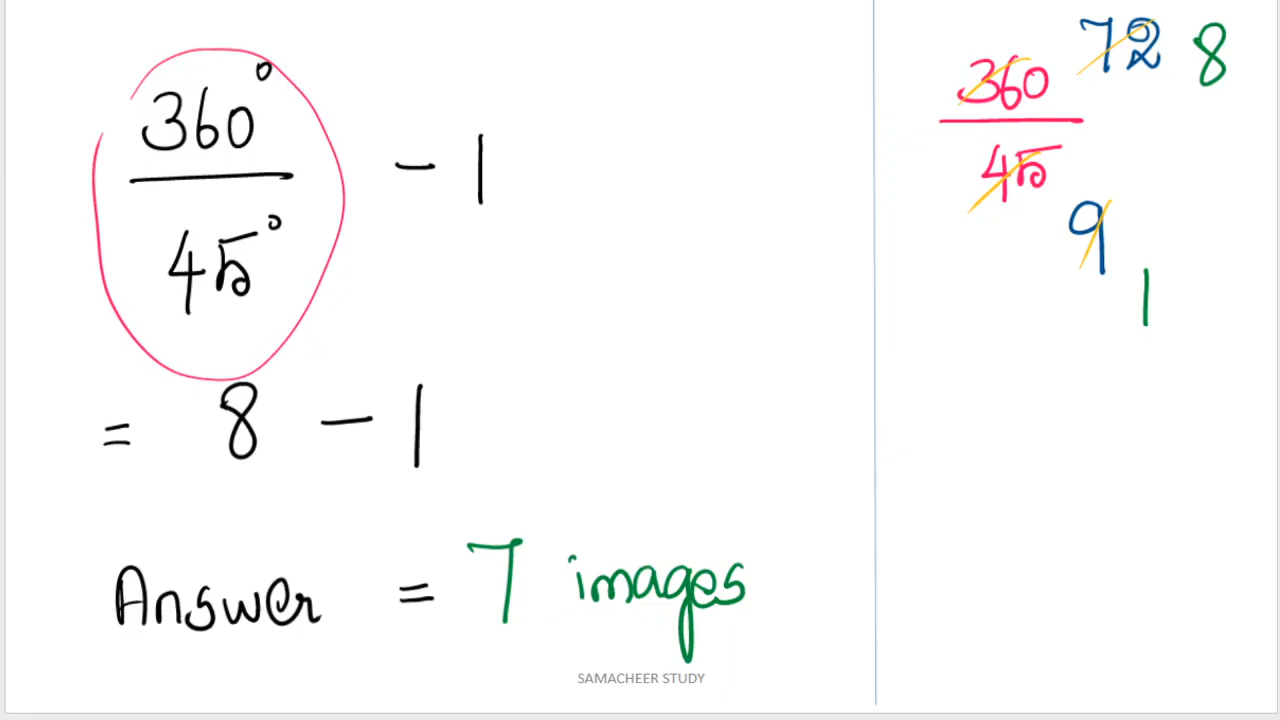 360°
45°
- 1
= 8 - 1
Answer = 7 images
360 72 8
45
9
1
SAMACHEER STUDY